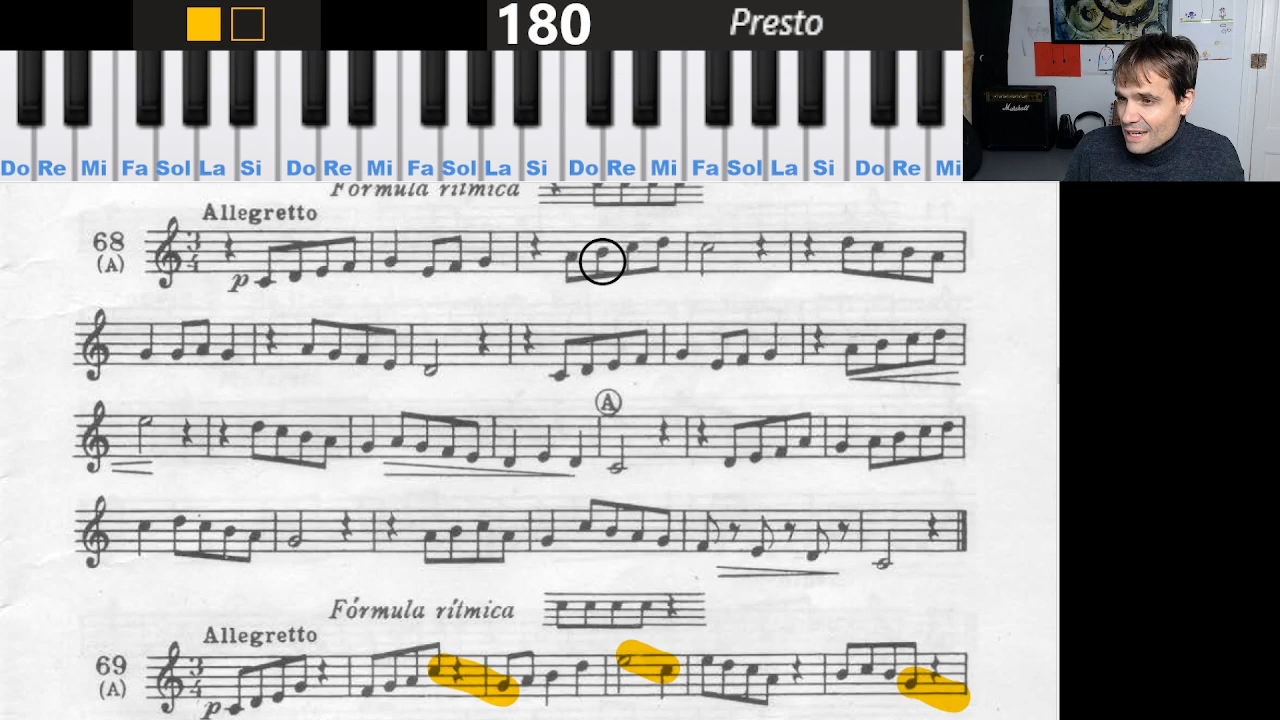 180 Presto
Marshall
Do Re Mi Fa Sol La Si Do Re Mi Fa Sol La Si Do Re Mi Fa Sol La Si Do Re Mi
Fórmula rítmica
Allegretto
68
(A)
p
A
Fórmula rítmica
Allegretto
69
(A)
p